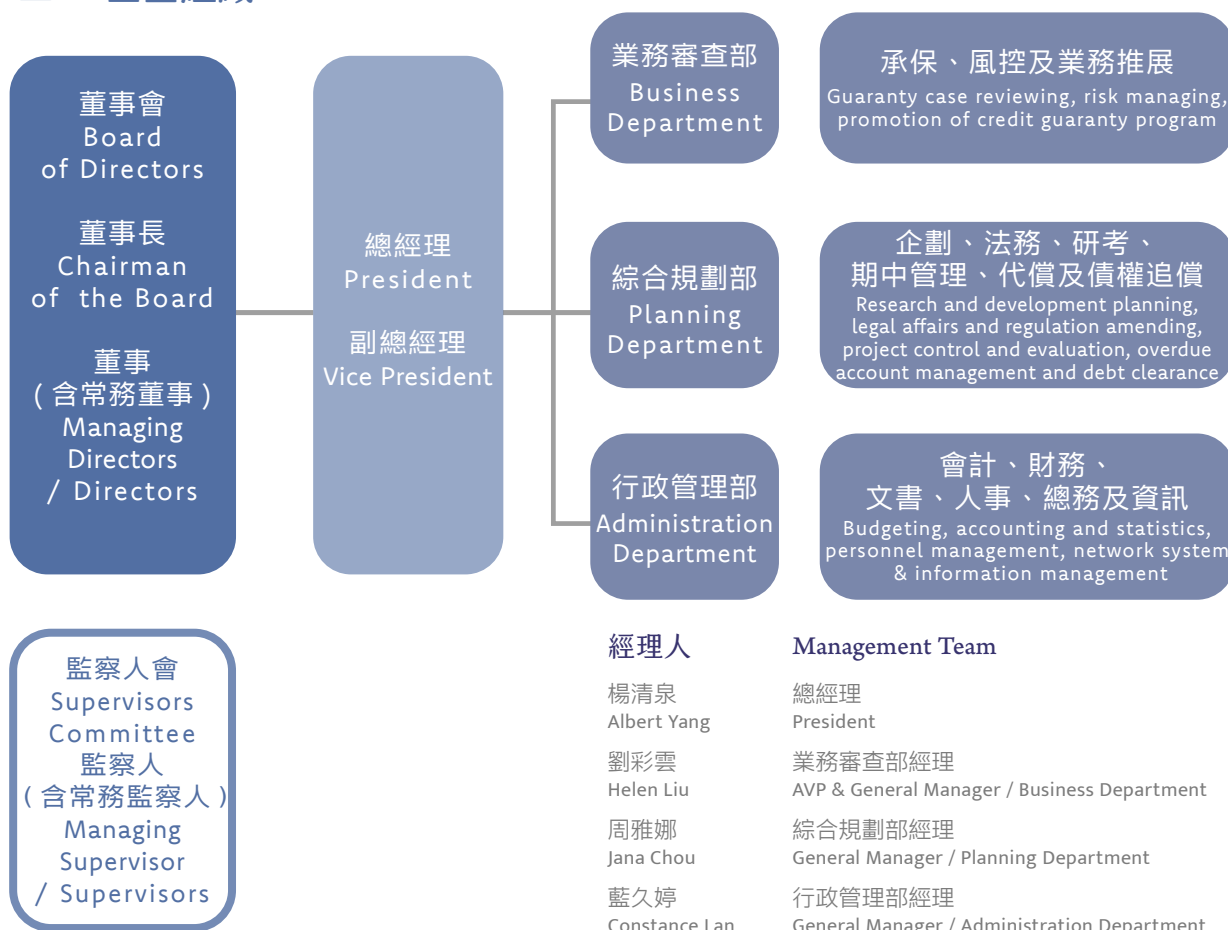 董事會
Board
of Directors
董事長
Chairman
of the Board
董事
(含常務董事)
Managing
Directors
/ Directors
總經理
President
副總經理
Vice President
業務審查部
Business
Department
承保、風控及業務推展
Guaranty case reviewing, risk managing,
promotion of credit guaranty program
綜合規劃部
Planning
Department
企劃、法務、研考、
期中管理、代償及債權追償
Research and development planning,
legal affairs and regulation amending,
project control and evaluation, overdue
account management and debt clearance
行政管理部
Administration
Department
會計、財務、
文書、人事、總務及資訊
Budgeting, accounting and statistics,
personnel management, network system
& information management
監察人會
Supervisors
Committee
監察人
(含常務監察人)
Managing
Supervisor
/ Supervisors
經理人 Management Team
楊清泉 總經理
Albert Yang President
劉彩雲 業務審查部經理
Helen Liu AVP & General Manager / Business Department
周雅娜 綜合規劃部經理
Jana Chou General Manager / Planning Department
藍久婷 行政管理部經理
Constance Lan General Manager / Administration Department